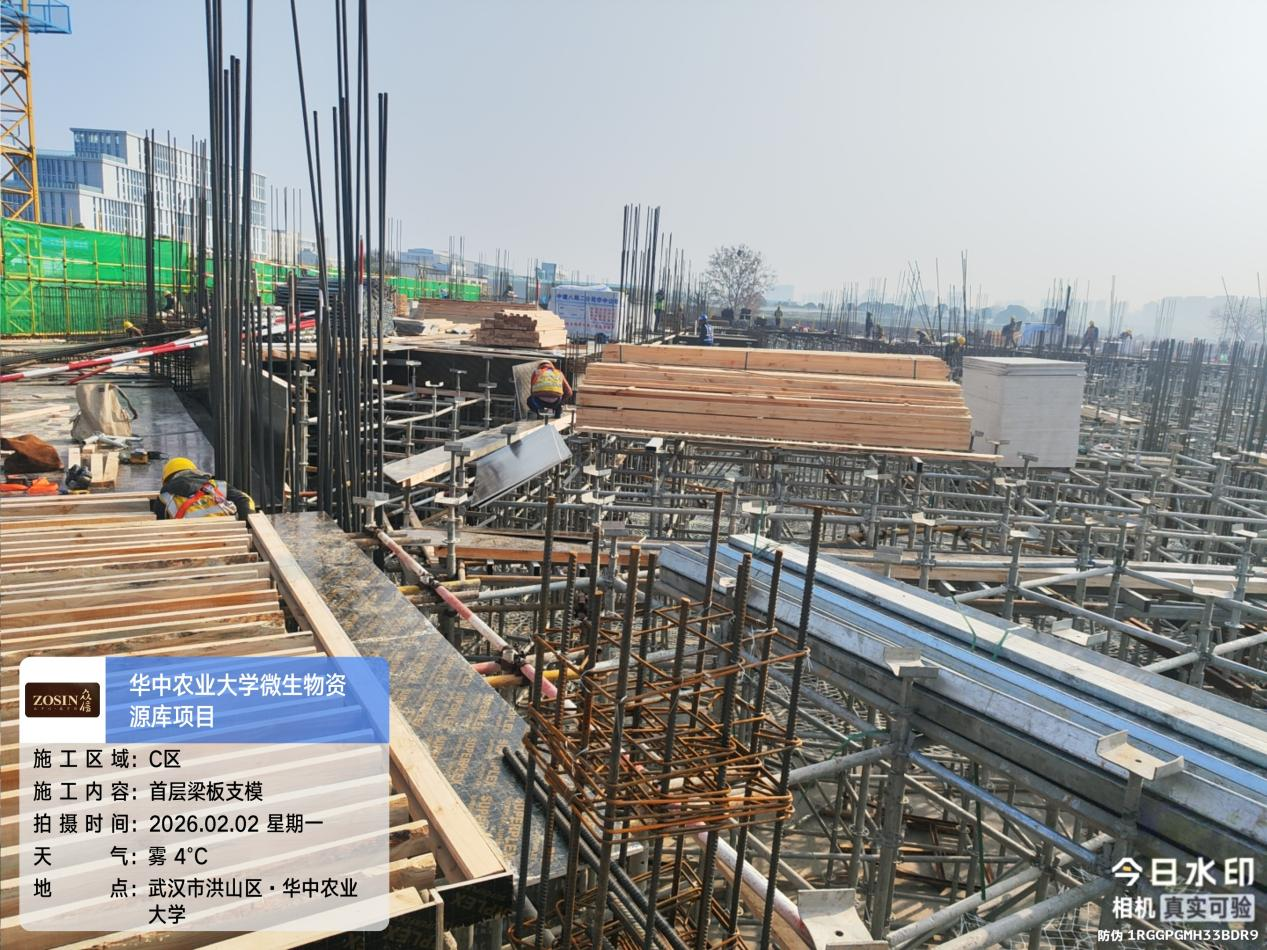 ZOSIN 众信
华中农业大学微生物资
源库项目
施工区域：C区
施工内容：首层梁板支模
拍摄时间：2026.02.02 星期一
天气：雾 4℃
地点：武汉市洪山区·华中农业
大学
今日水印
相机 真实可验
防伪 1RGGPGMH33BDR9